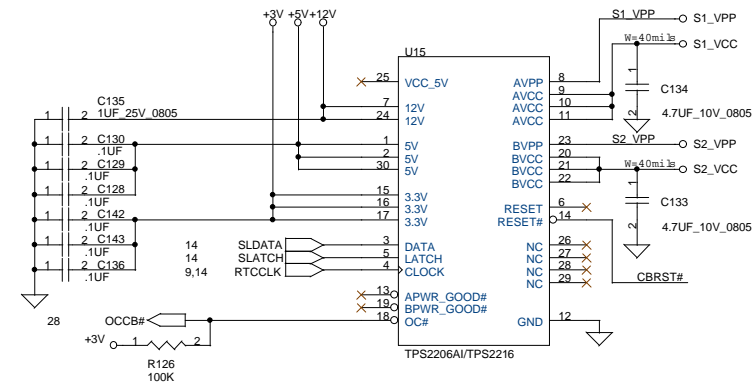 +3V +5V +12V
S1_VPP S1_VPP
W=40mils S1_VCC
U15
25 VCC_5V AVPP 8
7 12V AVCC 9
24 12V AVCC 10
AVCC 11
1 C134
2 4.7UF_10V_0805
1 2 C135
1UF_25V_0805
1 5V BVPP 23 S2_VPP S2_VPP
2 5V BVCC 20
30 5V BVCC 21 W=40mils S2_VCC
BVCC 22
1 2 C130
.1UF
1 2 C129
.1UF
1 2 C128
.1UF
15 3.3V
16 3.3V RESET 6
17 3.3V RESET# 14
1 C133
2 4.7UF_10V_0805
1 2 C142
.1UF
1 2 C143
.1UF
1 2 C136
.1UF
14 SLDATA 3 DATA NC 26
14 SLATCH 5 LATCH NC 27
9,14 RTCCLK 4 CLOCK NC 28
NC 29
CBRST#
13 APWR_GOOD#
19 BPWR_GOOD#
28 OCCB# 18 OC# GND 12
+3V 1 2
R126
100K
TPS2206AI/TPS2216